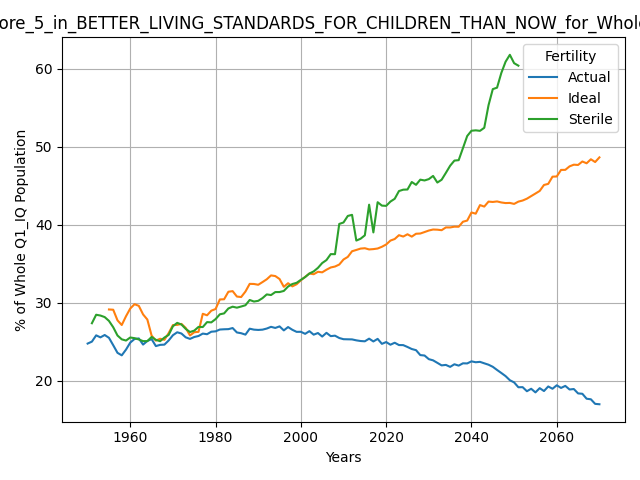 ore_5_in_BETTER_LIVING_STANDARDS_FOR_CHILDREN_THAN_NOW_for_Whole
Fertility
Actual
Ideal
Sterile
% of Whole Q1_IQ Population
60
50
40
30
20
1960
1980
2000
2020
2040
2060
Years